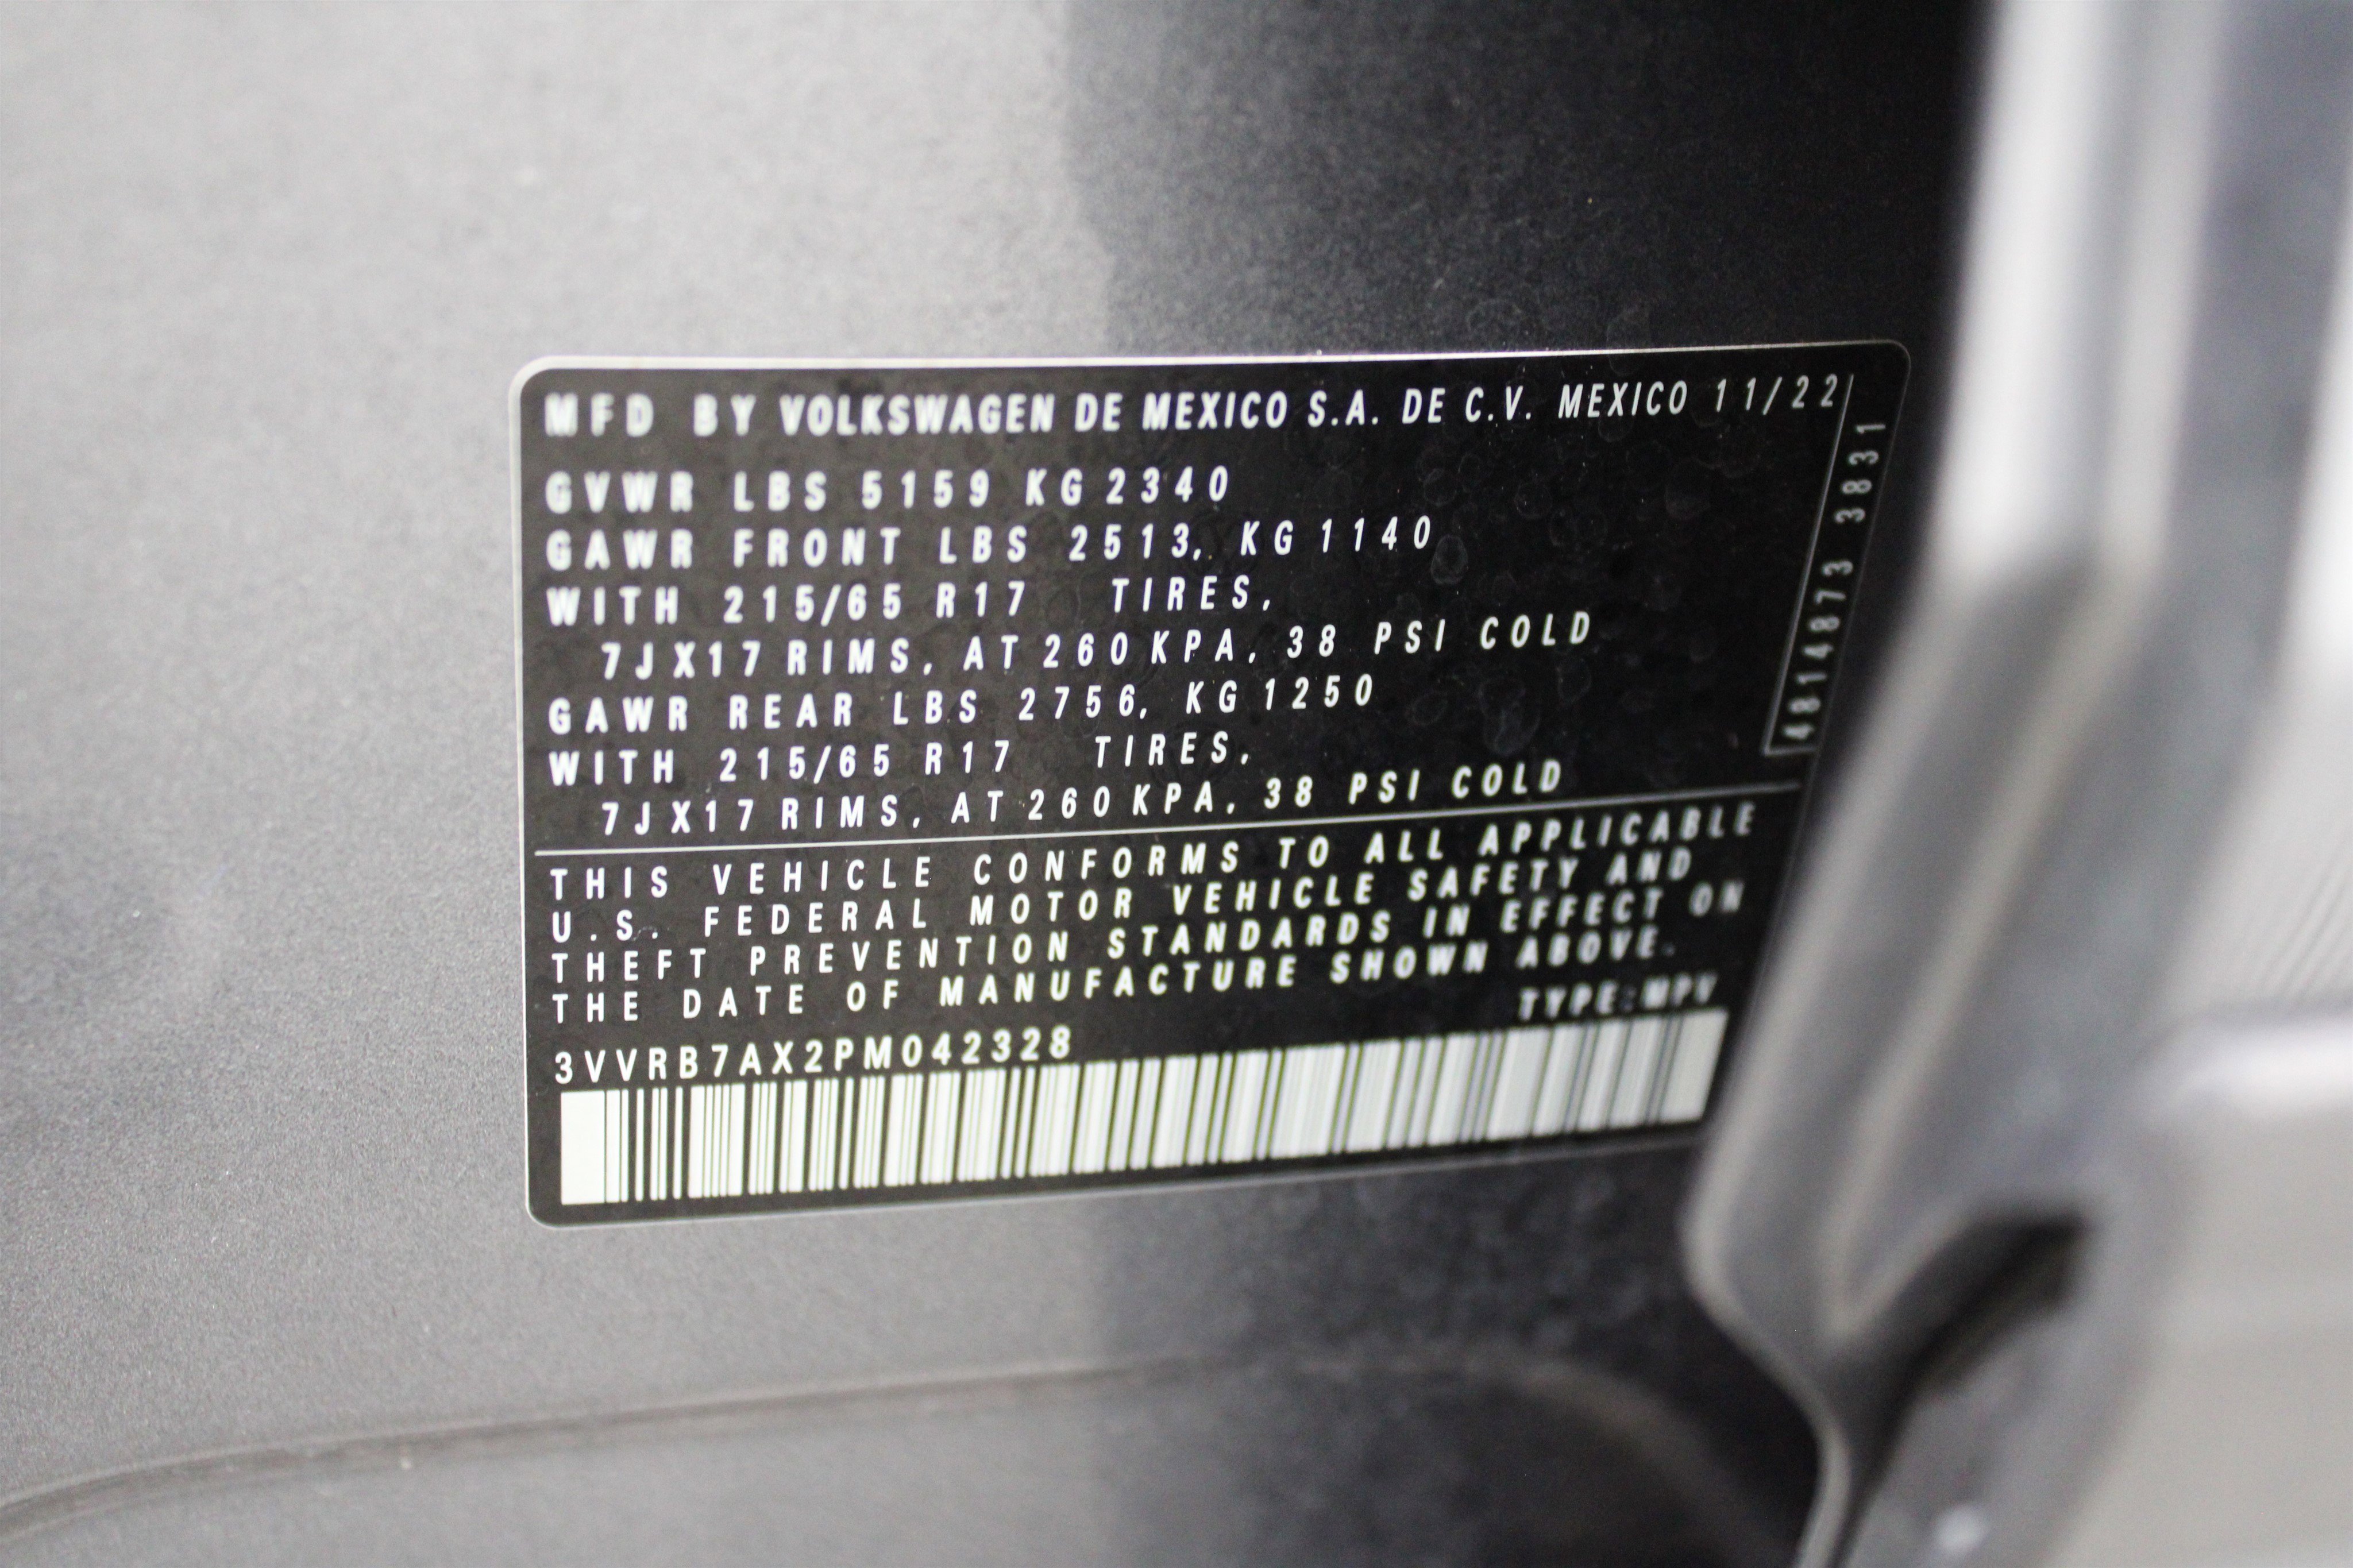 MFD BY VOLKSWAGEN DE MEXICO S.A. DE C.V. MEXICO 11/22
GVWR LBS 5159 KG 2340
GAWR FRONT LBS 2513, KG 1140
WITH 215/65 R17 TIRES,
7JX17 RIMS, AT 260 KPA, 38 PSI COLD
GAWR REAR LBS 2756, KG 1250
WITH 215/65 R17 TIRES,
7JX17 RIMS, AT 260 KPA, 38 PSI COLD
4814873 3831
THIS VEHICLE CONFORMS TO ALL APPLICABLE
U.S. FEDERAL MOTOR VEHICLE SAFETY AND
THEFT PREVENTION STANDARDS IN EFFECT ON
THE DATE OF MANUFACTURE SHOWN ABOVE.
TYPE:MPV
3VVRB7AX2PM042328